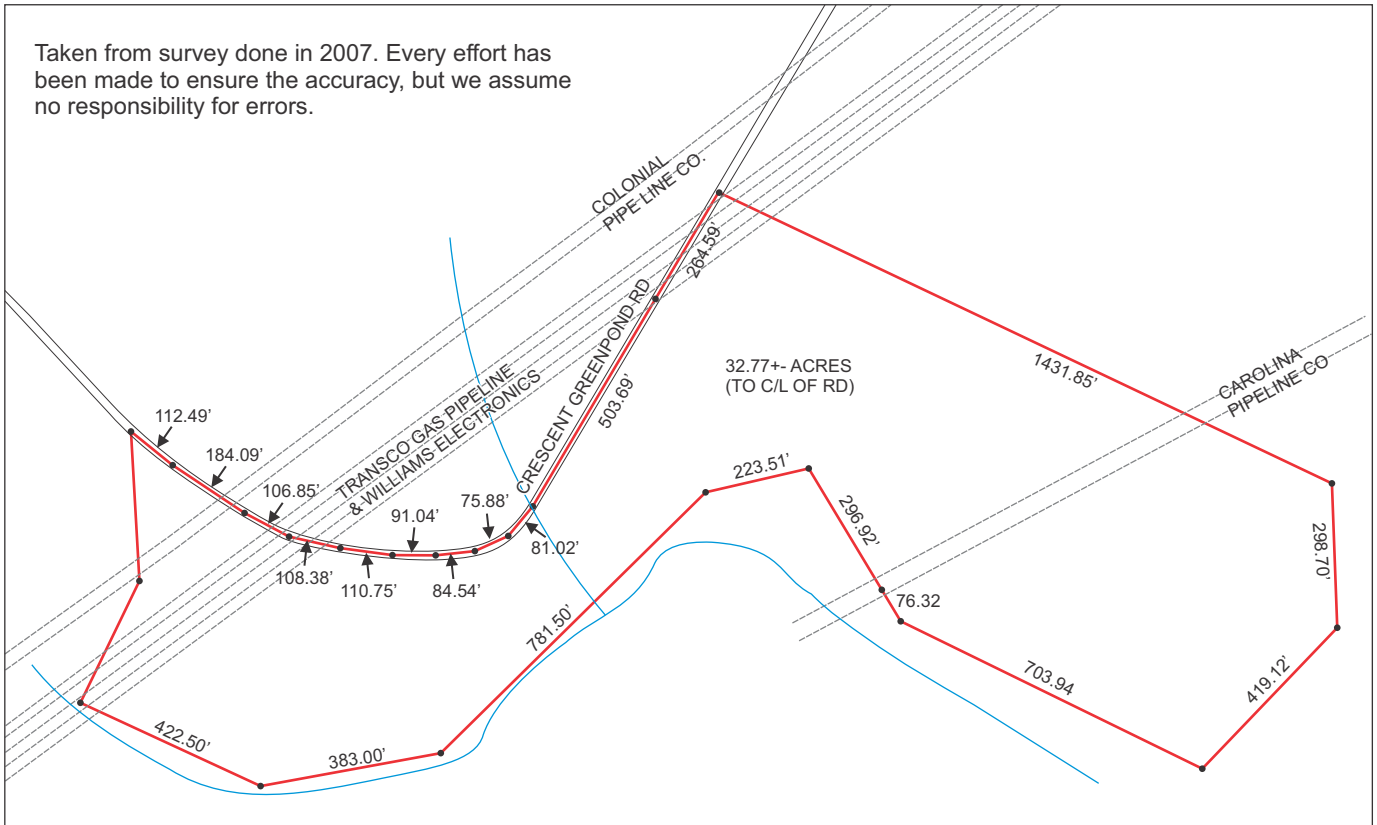 Taken from survey done in 2007. Every effort has
been made to ensure the accuracy, but we assume
no responsibility for errors.
COLONIAL
PIPE LINE CO.
264.59’
CRESCENT GREENPOND RD
503.69’
32.77+- ACRES
(TO C/L OF RD)
1431.85’
CAROLINA
PIPELINE CO
TRANSCO GAS PIPELINE
& WILLIAMS ELECTRONICS
112.49’
184.09’
106.85’
108.38’
110.75’
91.04’
84.54’
75.88’
81.02’
223.51’
296.92’
76.32
298.70’
781.50’
703.94
419.12’
422.50’
383.00’